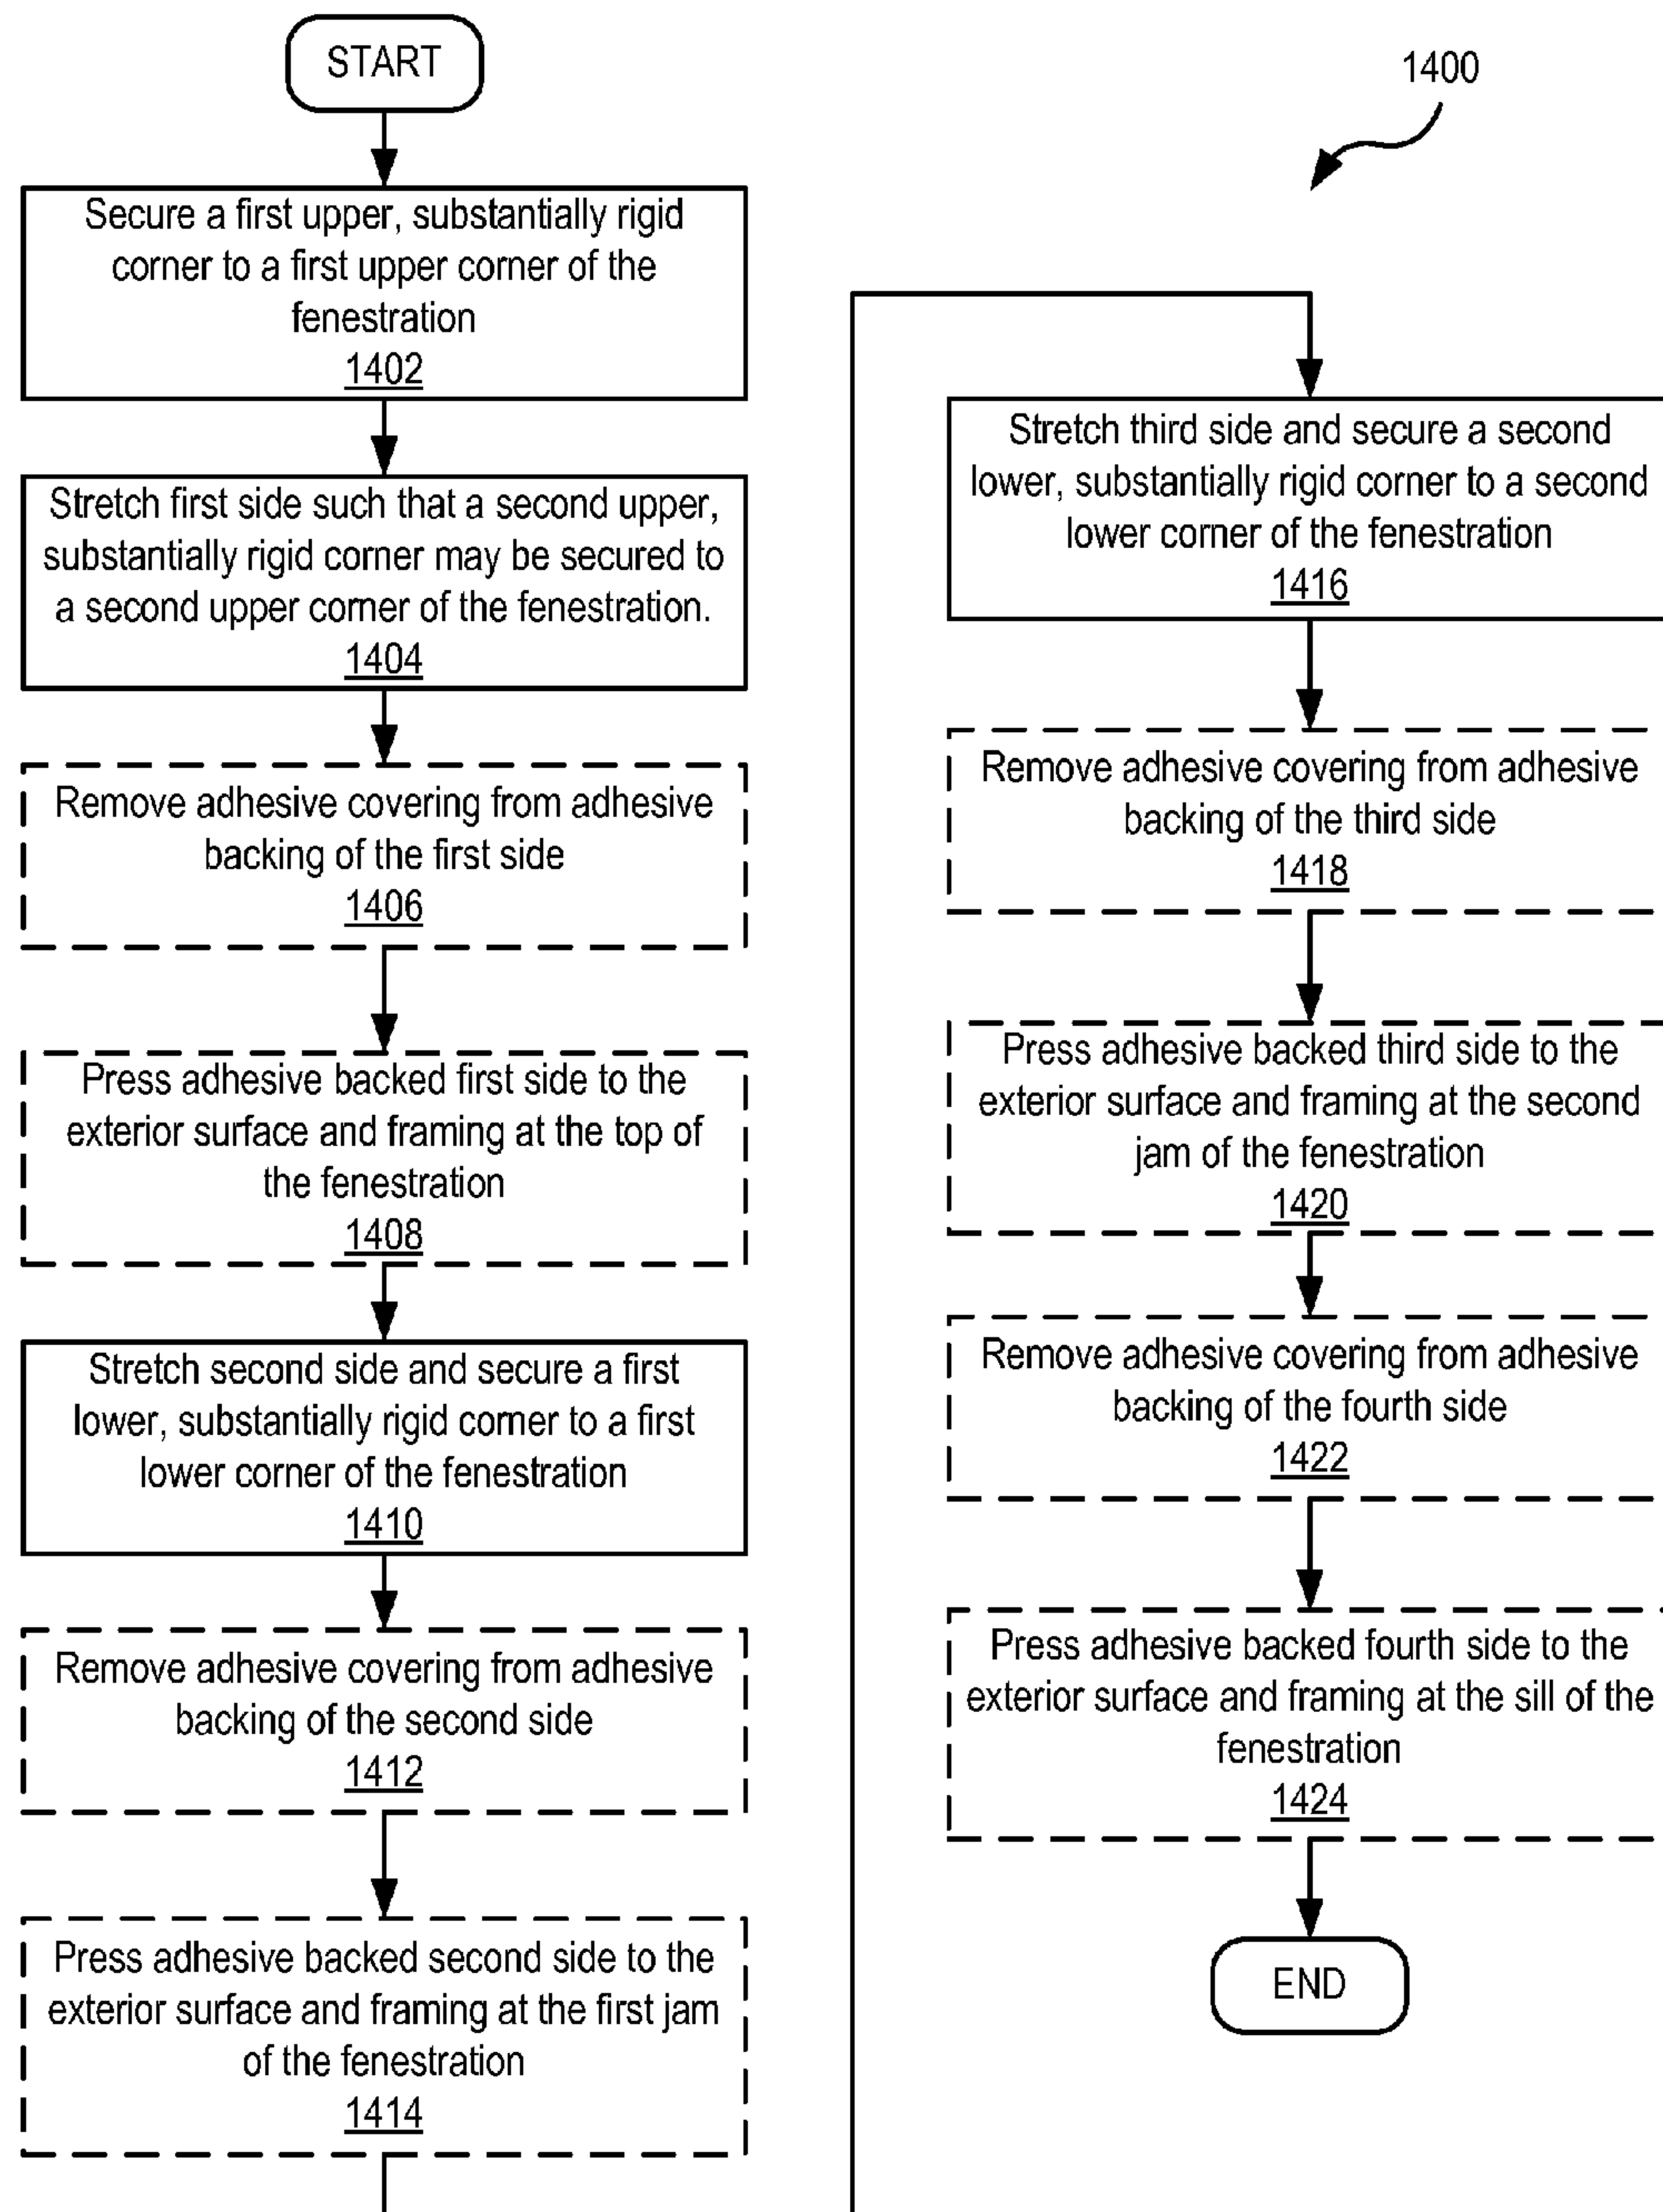 START
Secure a first upper, substantially rigid
corner to a first upper corner of the
fenestration
1402
Stretch first side such that a second upper,
substantially rigid corner may be secured to
a second upper corner of the fenestration.
1404
Remove adhesive covering from adhesive
backing of the first side
1406
Press adhesive backed first side to the
exterior surface and framing at the top of
the fenestration
1408
Stretch second side and secure a first
lower, substantially rigid corner to a first
lower corner of the fenestration
1410
Remove adhesive covering from adhesive
backing of the second side
1412
Press adhesive backed second side to the
exterior surface and framing at the first jam
of the fenestration
1414
1400
Stretch third side and secure a second
lower, substantially rigid corner to a second
lower corner of the fenestration
1416
Remove adhesive covering from adhesive
backing of the third side
1418
Press adhesive backed third side to the
exterior surface and framing at the second
jam of the fenestration
1420
Remove adhesive covering from adhesive
backing of the fourth side
1422
Press adhesive backed fourth side to the
exterior surface and framing at the sill of the
fenestration
1424
END